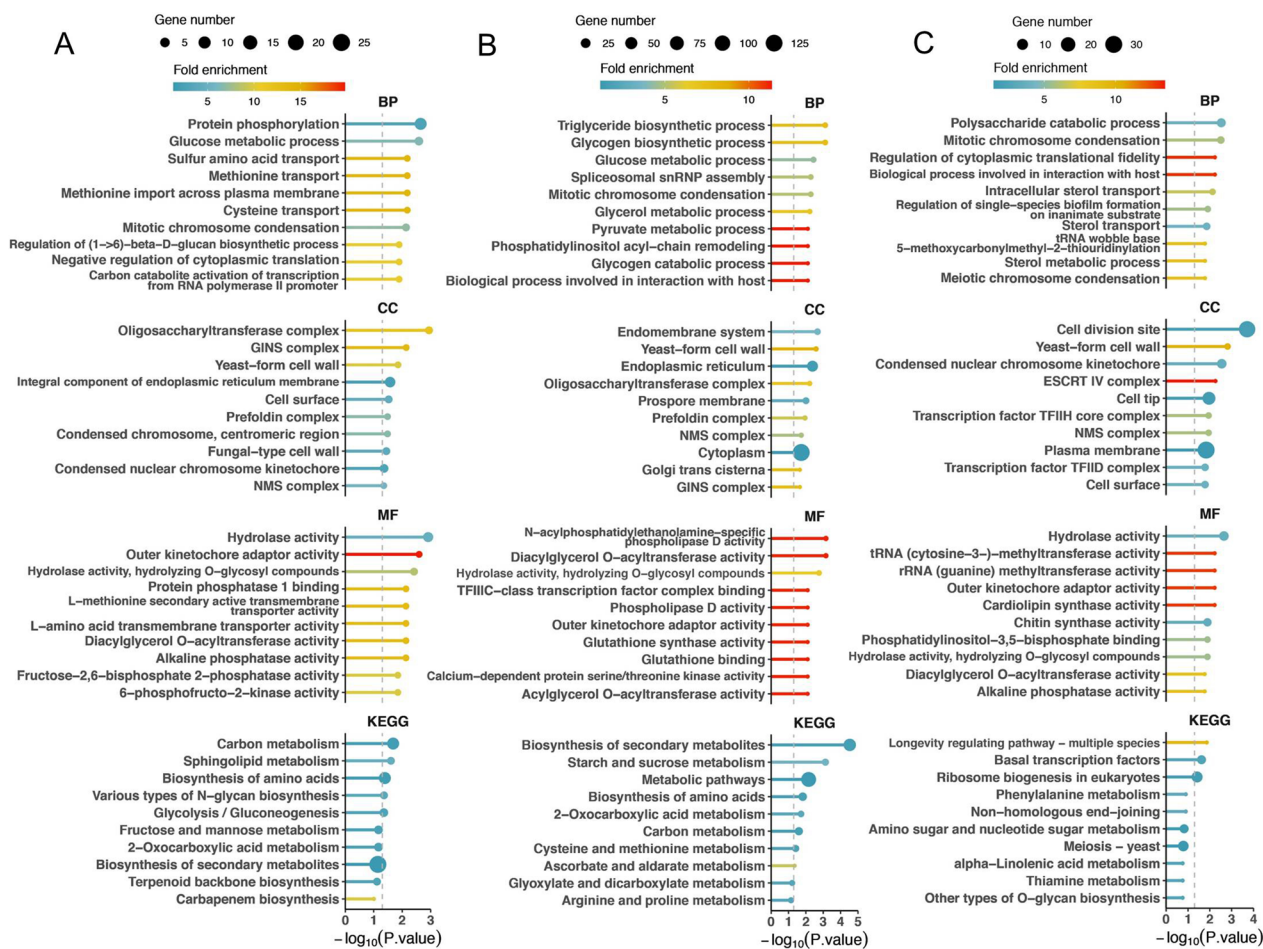 A
Gene number
5 10 15 20 25
Fold enrichment
5 10 15
BP
Protein phosphorylation
Glucose metabolic process
Sulfur amino acid transport
Methionine transport
Methionine import across plasma membrane
Cysteine transport
Mitotic chromosome condensation
Regulation of (1->6)-beta-D-glucan biosynthetic process
Negative regulation of cytoplasmic translation
Carbon catabolite activation of transcription
from RNA polymerase II promoter
CC
Oligosaccharyltransferase complex
GINS complex
Yeast-form cell wall
Integral component of endoplasmic reticulum membrane
Cell surface
Prefoldin complex
Condensed chromosome, centromeric region
Fungal-type cell wall
Condensed nuclear chromosome kinetochore
NMS complex
MF
Hydrolase activity
Outer kinetochore adaptor activity
Hydrolase activity, hydrolyzing O-glycosyl compounds
Protein phosphatase 1 binding
L-methionine secondary active transmembrane
transporter activity
L-amino acid transmembrane transporter activity
Diacylglycerol O-acyltransferase activity
Alkaline phosphatase activity
Fructose-2,6-bisphosphate 2-phosphatase activity
6-phosphofructo-2-kinase activity
KEGG
Carbon metabolism
Sphingolipid metabolism
Biosynthesis of amino acids
Various types of N-glycan biosynthesis
Glycolysis / Gluconeogenesis
Fructose and mannose metabolism
2-Oxocarboxylic acid metabolism
Biosynthesis of secondary metabolites
Terpenoid backbone biosynthesis
Carbapenem biosynthesis
0 1 2 3
-log10(P.value)
B
Gene number
25 50 75 100 125
Fold enrichment
5 10
BP
Triglyceride biosynthetic process
Glycogen biosynthetic process
Glucose metabolic process
Spliceosomal snRNP assembly
Mitotic chromosome condensation
Glycerol metabolic process
Pyruvate metabolic process
Phosphatidylinositol acyl-chain remodeling
Glycogen catabolic process
Biological process involved in interaction with host
CC
Endomembrane system
Yeast-form cell wall
Endoplasmic reticulum
Oligosaccharyltransferase complex
Prospore membrane
Prefoldin complex
NMS complex
Cytoplasm
Golgi trans cisterna
GINS complex
MF
N-acylphosphatidylethanolamine-specific
phospholipase D activity
Diacylglycerol O-acyltransferase activity
Hydrolase activity, hydrolyzing O-glycosyl compounds
TFIIIC-class transcription factor complex binding
Phospholipase D activity
Outer kinetochore adaptor activity
Glutathione synthase activity
Glutathione binding
Calcium-dependent protein serine/threonine kinase activity
Acylglycerol O-acyltransferase activity
KEGG
Biosynthesis of secondary metabolites
Starch and sucrose metabolism
Metabolic pathways
Biosynthesis of amino acids
2-Oxocarboxylic acid metabolism
Carbon metabolism
Cysteine and methionine metabolism
Ascorbate and aldarate metabolism
Glyoxylate and dicarboxylate metabolism
Arginine and proline metabolism
0 1 2 3 4 5
-log10(P.value)
C
Gene number
10 20 30
Fold enrichment
5 10
BP
Polysaccharide catabolic process
Mitotic chromosome condensation
Regulation of cytoplasmic translational fidelity
Biological process involved in interaction with host
Intracellular sterol transport
Regulation of single-species biofilm formation
on inanimate substrate
Sterol transport
tRNA wobble base
5-methoxycarbonylmethyl-2-thiouridinylation
Sterol metabolic process
Meiotic chromosome condensation
CC
Cell division site
Yeast-form cell wall
Condensed nuclear chromosome kinetochore
ESCRT IV complex
Cell tip
Transcription factor TFIIH core complex
NMS complex
Plasma membrane
Transcription factor TFIID complex
Cell surface
MF
Hydrolase activity
tRNA (cytosine-3-)-methyltransferase activity
rRNA (guanine) methyltransferase activity
Outer kinetochore adaptor activity
Cardiolipin synthase activity
Chitin synthase activity
Phosphatidylinositol-3,5-bisphosphate binding
Hydrolase activity, hydrolyzing O-glycosyl compounds
Diacylglycerol O-acyltransferase activity
Alkaline phosphatase activity
KEGG
Longevity regulating pathway - multiple species
Basal transcription factors
Ribosome biogenesis in eukaryotes
Phenylalanine metabolism
Non-homologous end-joining
Amino sugar and nucleotide sugar metabolism
Meiosis - yeast
alpha-Linolenic acid metabolism
Thiamine metabolism
Other types of O-glycan biosynthesis
0 1 2 3 4
-log10(P.value)